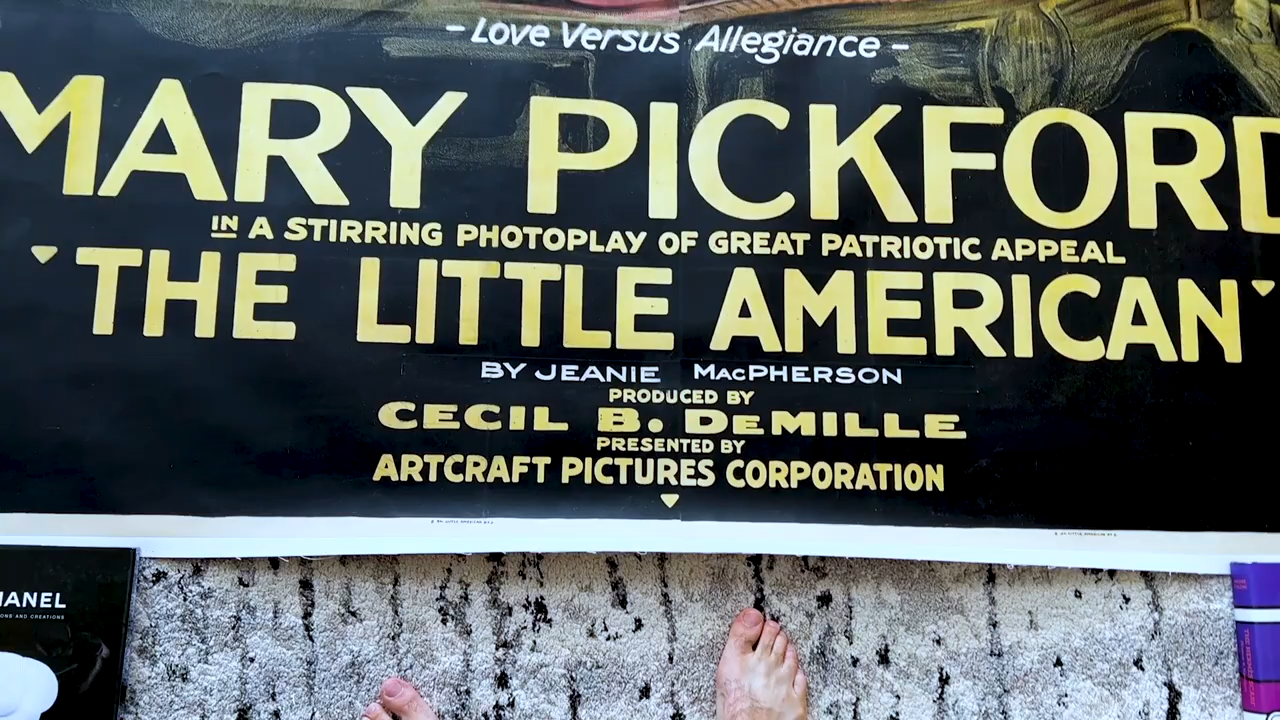 - Love Versus Allegiance -
MARY PICKFORD
IN A STIRRING PHOTOPLAY OF GREAT PATRIOTIC APPEAL
THE LITTLE AMERICAN
BY JEANIE MACPHERSON
PRODUCED BY
CECIL B. DEMILLE
PRESENTED BY
ARTCRAFT PICTURES CORPORATION
HANEL